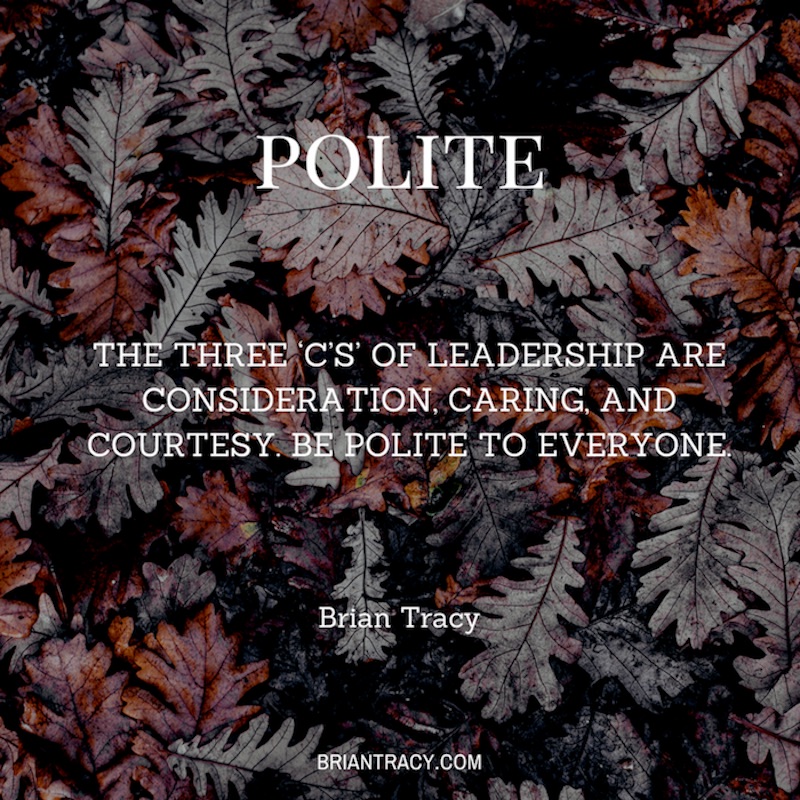 POLITE
THE THREE ‘C’S’ OF LEADERSHIP ARE
CONSIDERATION, CARING, AND
COURTESY. BE POLITE TO EVERYONE.
Brian Tracy
BRIANTRACY.COM